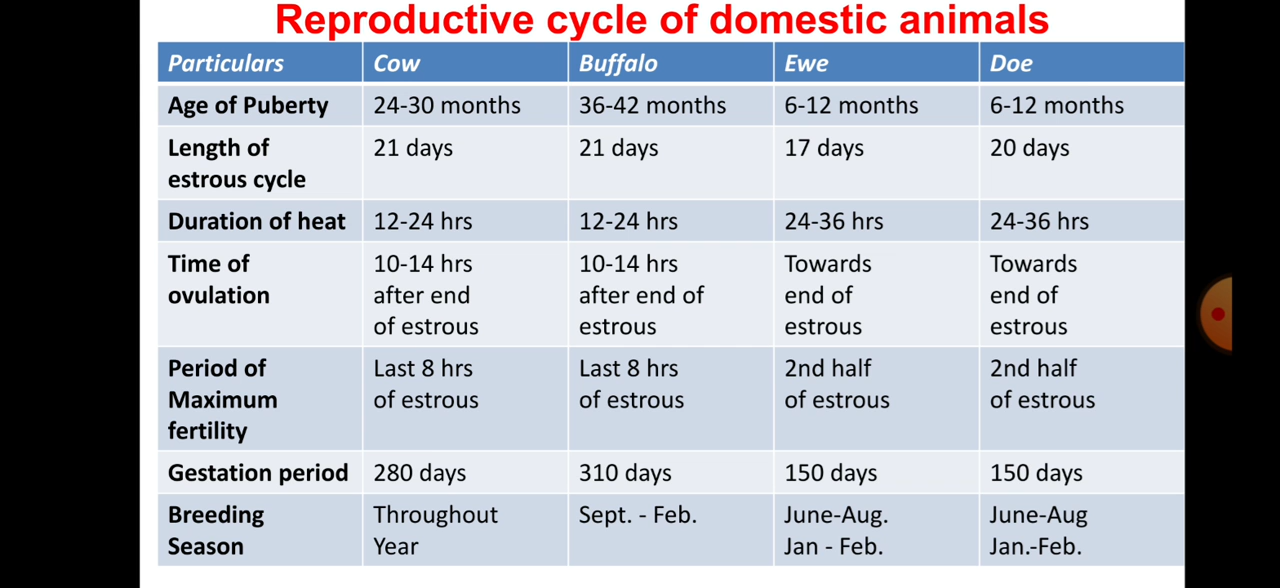 Reproductive cycle of domestic animals
Particulars Cow Buffalo Ewe Doe
Age of Puberty 24-30 months 36-42 months 6-12 months 6-12 months
Length of estrous cycle 21 days 21 days 17 days 20 days
Duration of heat 12-24 hrs 12-24 hrs 24-36 hrs 24-36 hrs
Time of ovulation 10-14 hrs after end of estrous 10-14 hrs after end of estrous Towards end of estrous Towards end of estrous
Period of Maximum fertility Last 8 hrs of estrous Last 8 hrs of estrous 2nd half of estrous 2nd half of estrous
Gestation period 280 days 310 days 150 days 150 days
Breeding Season Throughout Year Sept. - Feb. June-Aug. Jan - Feb. June-Aug Jan.-Feb.